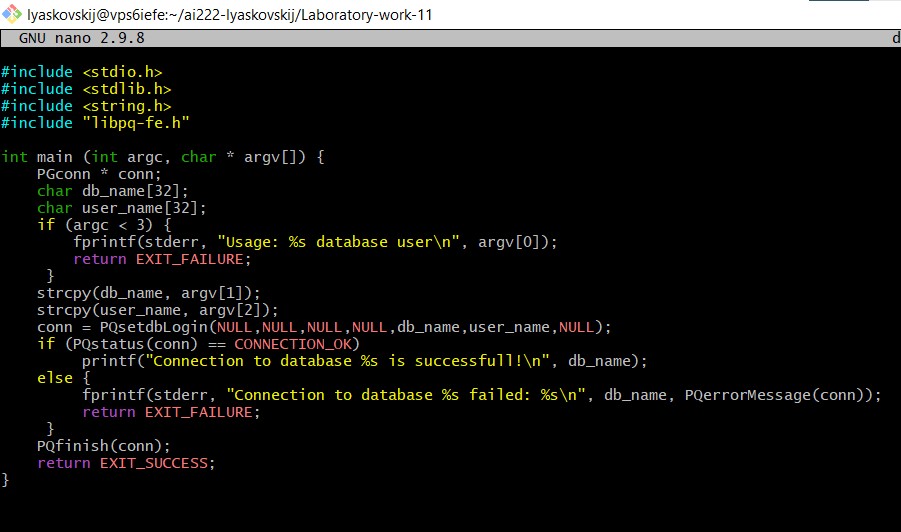 lyaskovskij@vps6iefe:~/ai222-lyaskovskij/Laboratory-work-11
GNU nano 2.9.8 d
#include <stdio.h>
#include <stdlib.h>
#include <string.h>
#include "libpq-fe.h"
int main (int argc, char * argv[]) {
    PGconn * conn;
    char db_name[32];
    char user_name[32];
    if (argc < 3) {
        fprintf(stderr, "Usage: %s database user\n", argv[0]);
        return EXIT_FAILURE;
     }
    strcpy(db_name, argv[1]);
    strcpy(user_name, argv[2]);
    conn = PQsetdbLogin(NULL,NULL,NULL,NULL,db_name,user_name,NULL);
    if (PQstatus(conn) == CONNECTION_OK)
         printf("Connection to database %s is successfull!\n", db_name);
    else {
         fprintf(stderr, "Connection to database %s failed: %s\n", db_name, PQerrorMessage(conn));
         return EXIT_FAILURE;
     }
    PQfinish(conn);
    return EXIT_SUCCESS;
}